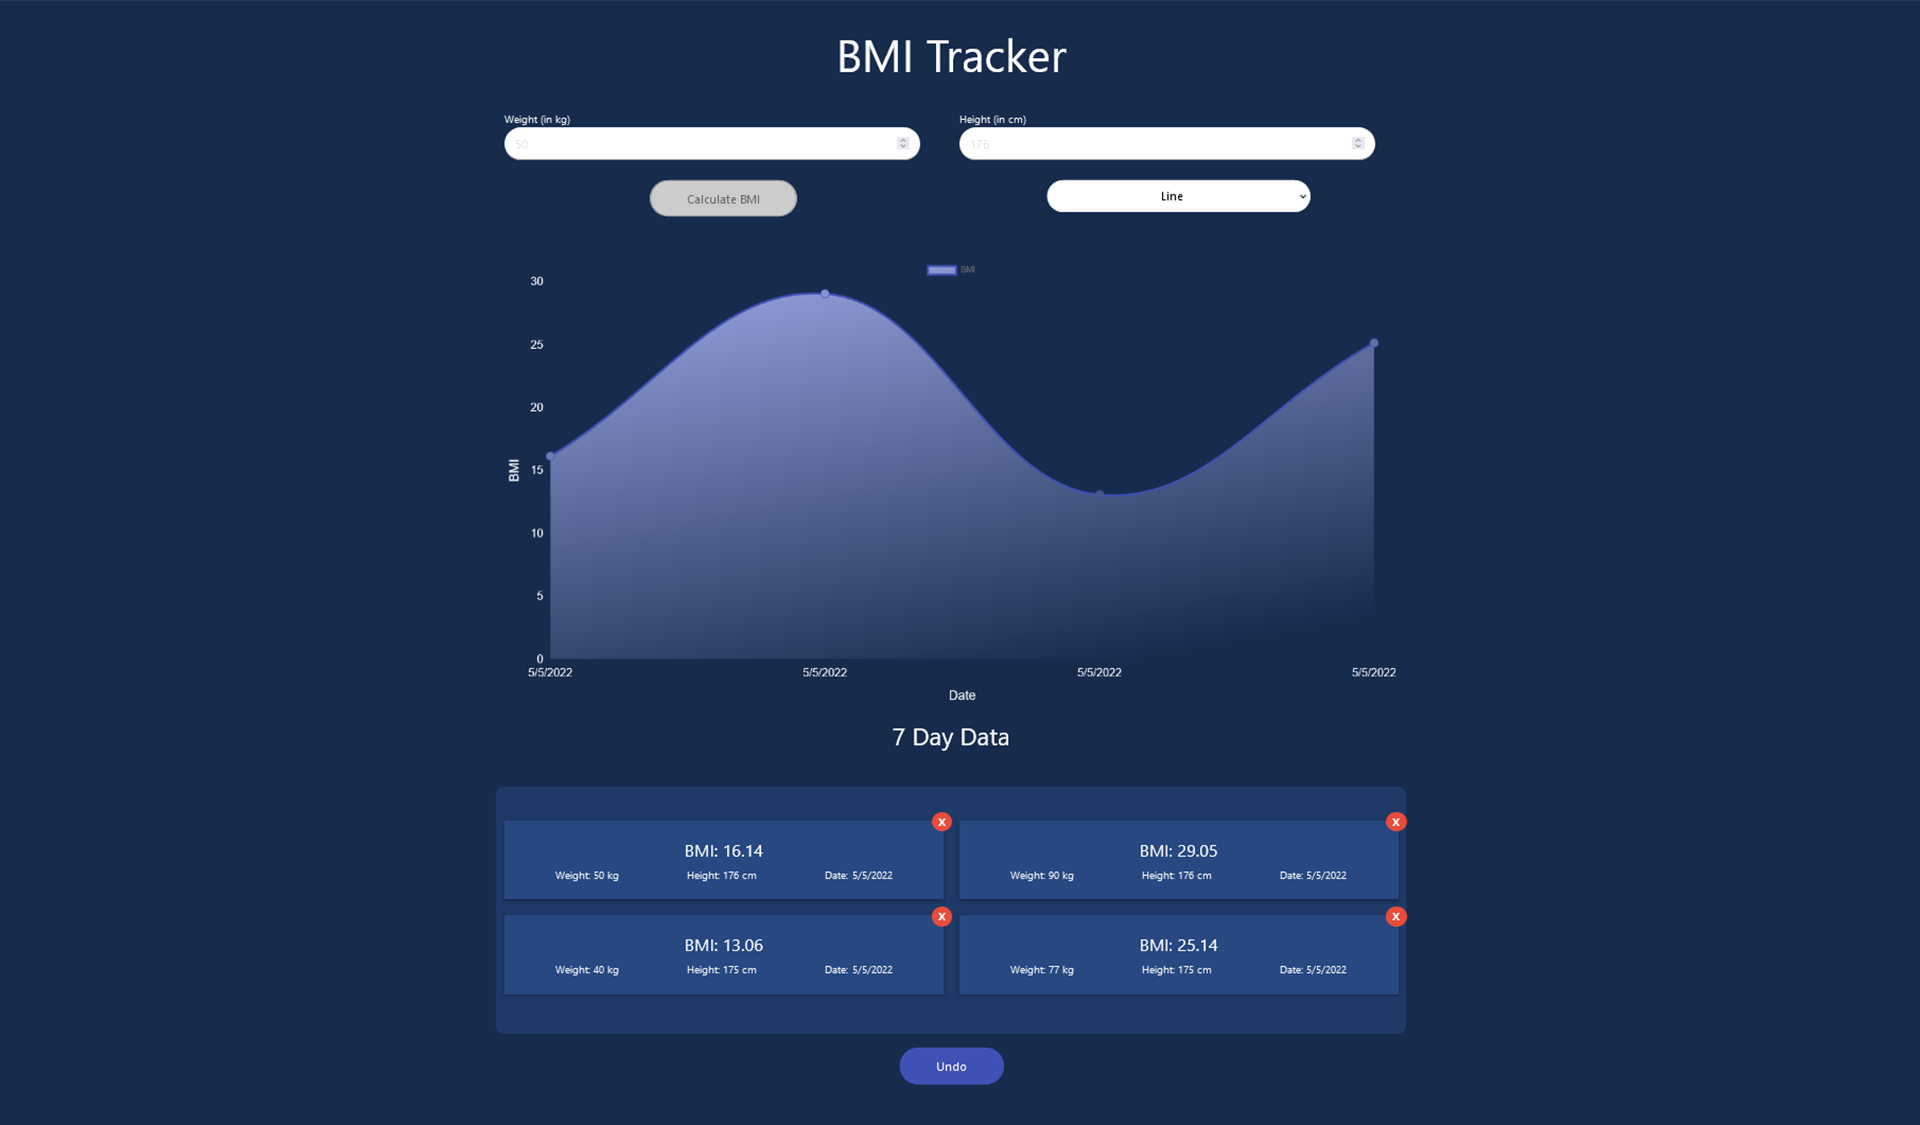 BMI Tracker
Weight (in kg) Height (in cm)
50 176
Calculate BMI Line
BMI
30
25
20
15
10
5
0
BMI
5/5/2022 5/5/2022 5/5/2022 5/5/2022
Date
7 Day Data
x x
BMI: 16.14 BMI: 29.05
Weight: 50 kg Height: 176 cm Date: 5/5/2022 Weight: 90 kg Height: 176 cm Date: 5/5/2022
x x
BMI: 13.06 BMI: 25.14
Weight: 40 kg Height: 175 cm Date: 5/5/2022 Weight: 77 kg Height: 175 cm Date: 5/5/2022
Undo